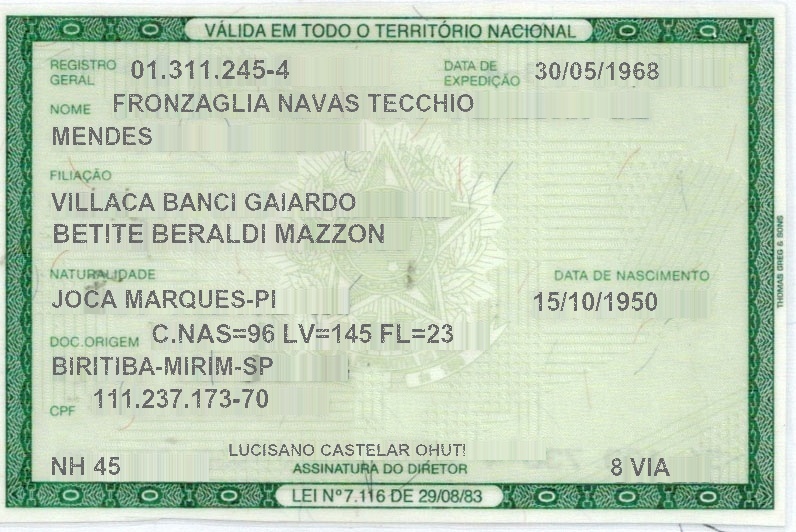 VÁLIDA EM TODO O TERRITÓRIO NACIONAL
REGISTRO GERAL 01.311.245-4 DATA DE EXPEDIÇÃO 30/05/1968
NOME FRONZAGLIA NAVAS TECCHIO
MENDES
FILIAÇÃO
VILLACA BANCI GAIARDO
BETITE BERALDI MAZZON
NATURALIDADE DATA DE NASCIMENTO
JOCA MARQUES-PI 15/10/1950
DOC.ORIGEM C.NAS=96 LV=145 FL=23
BIRITIBA-MIRIM-SP
CPF 111.237.173-70
LUCISANO CASTELAR OHUTI
NH 45 ASSINATURA DO DIRETOR 8 VIA
LEI Nº 7.116 DE 29/08/83
THOMAS GREG & SONS